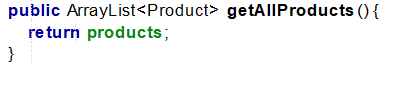 public ArrayList<Product> getAllProducts(){
    return products;
}